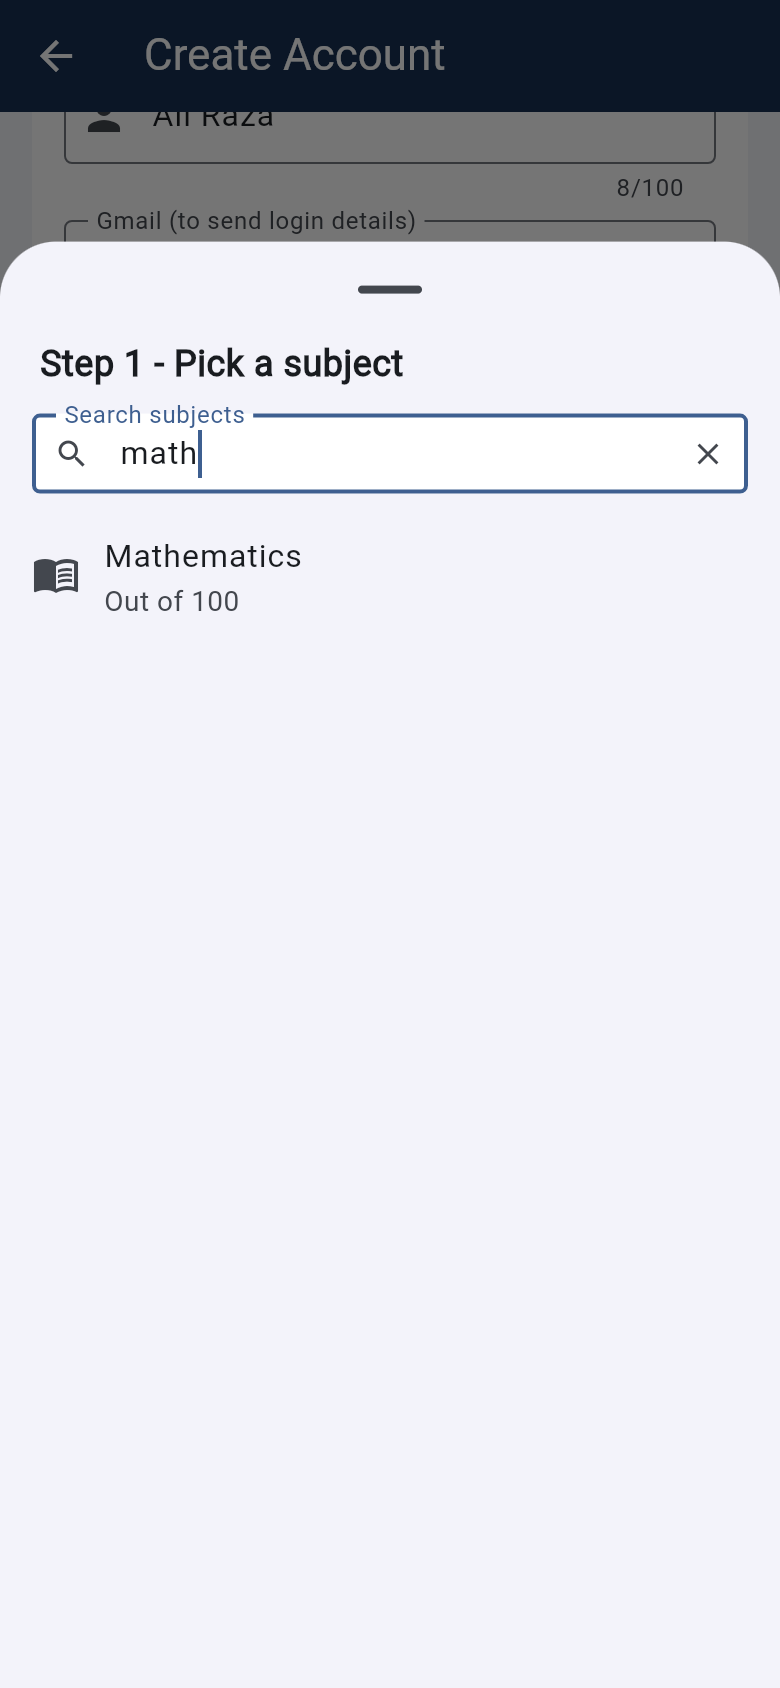 Create Account
Ali Raza
8/100
Gmail (to send login details)
Step 1 - Pick a subject
Search subjects
math
Mathematics
Out of 100